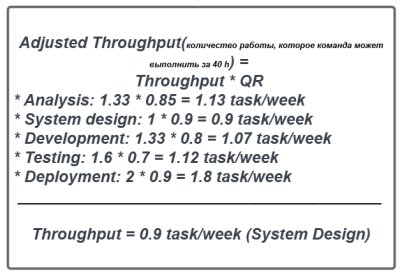 Adjusted Throughput(количество работы, которое команда может
выполнить за 40 h) =
Throughput * QR
* Analysis: 1.33 * 0.85 = 1.13 task/week
* System design: 1 * 0.9 = 0.9 task/week
* Development: 1.33 * 0.8 = 1.07 task/week
* Testing: 1.6 * 0.7 = 1.12 task/week
* Deployment: 2 * 0.9 = 1.8 task/week
Throughput = 0.9 task/week (System Design)